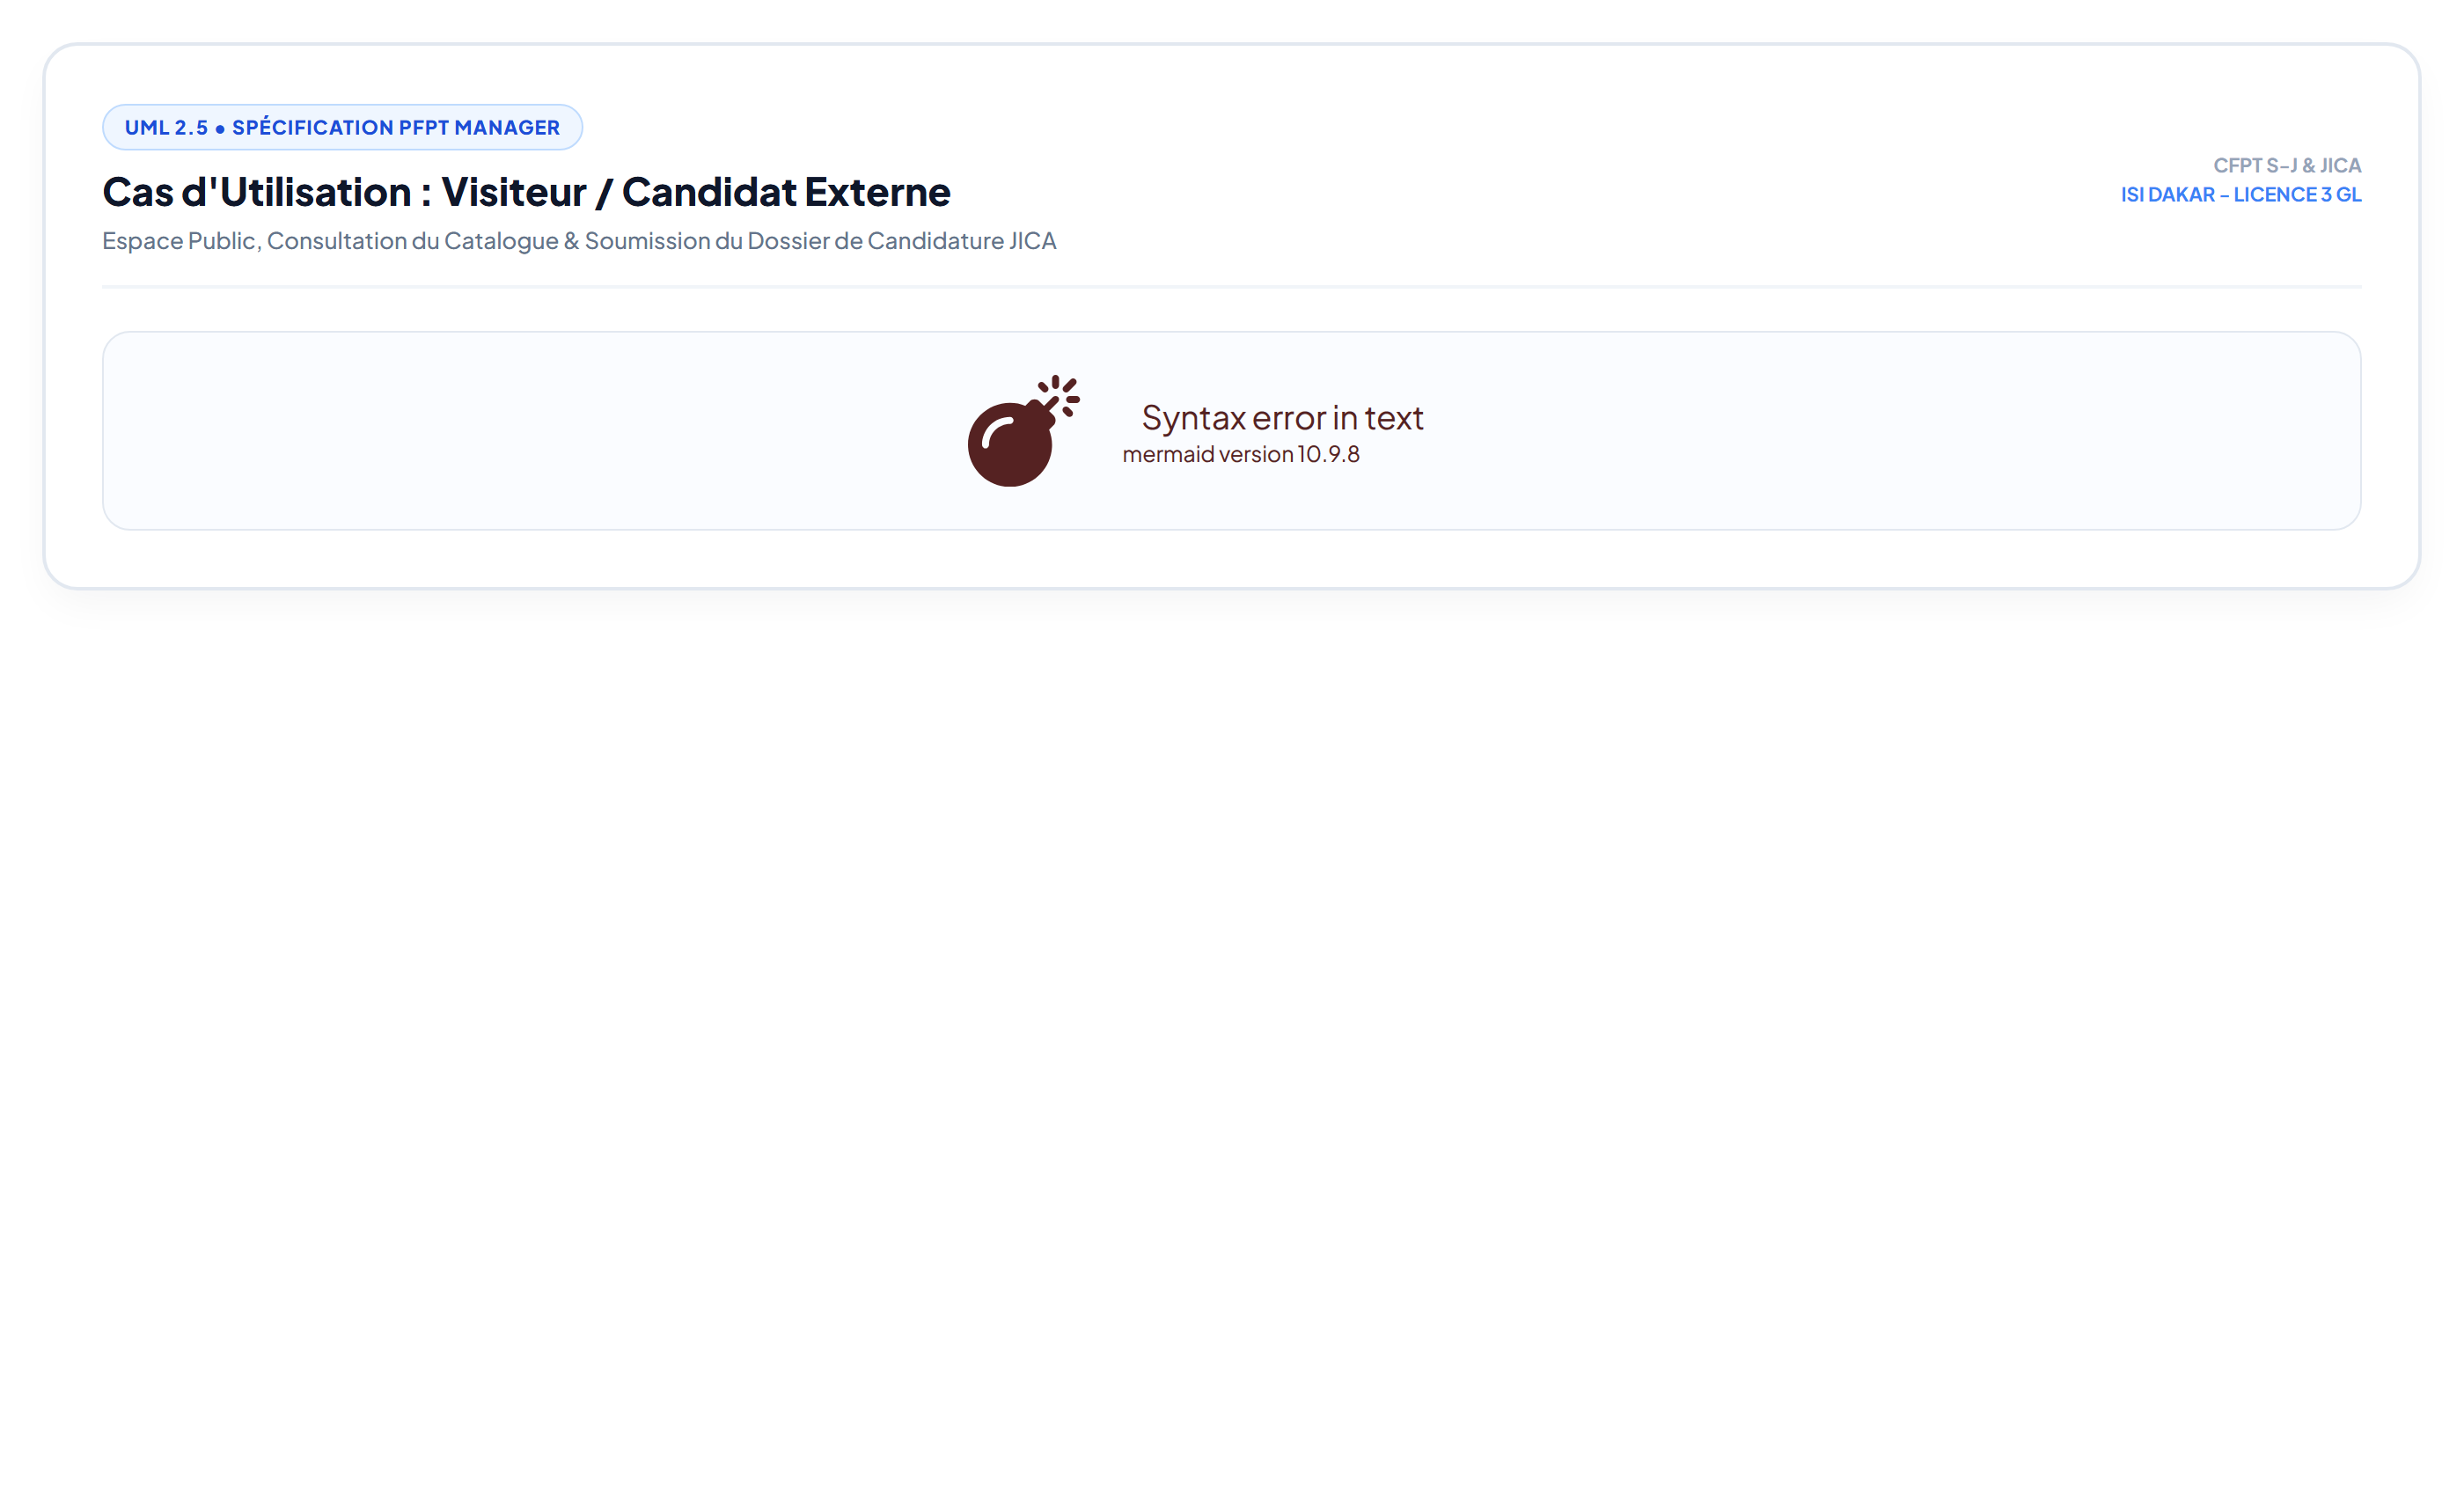 UML 2.5 ● SPÉCIFICATION PFPT MANAGER
Cas d'Utilisation : Visiteur / Candidat Externe
Espace Public, Consultation du Catalogue & Soumission du Dossier de Candidature JICA
CFPT S-J & JICA
ISI DAKAR - LICENCE 3 GL
Syntax error in text
mermaid version 10.9.8